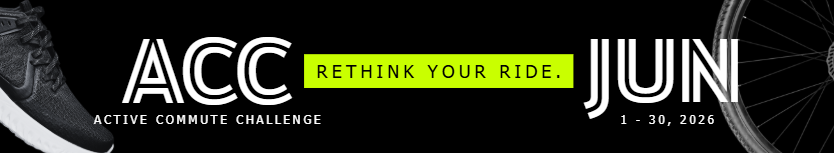 ACC
ACTIVE COMMUTE CHALLENGE
RETHINK YOUR RIDE.
JUN
1 - 30, 2026